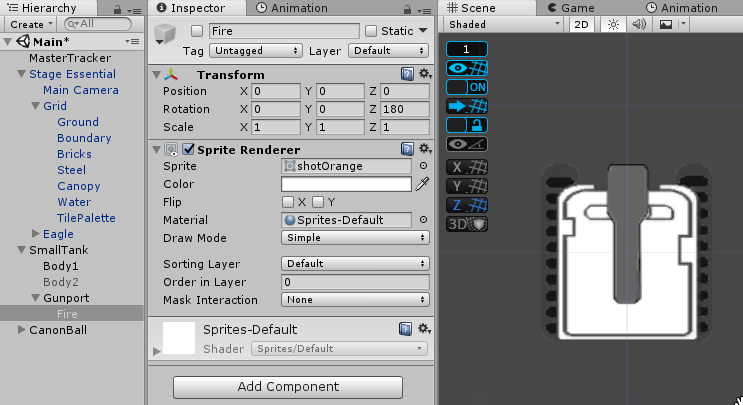 Hierarchy
Create
All
Main*
MasterTracker
Stage Essential
Main Camera
Grid
Ground
Boundary
Bricks
Steel
Canopy
Water
TilePalette
Eagle
SmallTank
Body1
Body2
Gunport
Fire
CanonBall
Inspector Animation
Fire Static
Tag Untagged Layer Default
Transform
Position X 0 Y 0 Z 0
Rotation X 0 Y 0 Z 180
Scale X 1 Y 1 Z 1
Sprite Renderer
Sprite shotOrange
Color
Flip X Y
Material Sprites-Default
Draw Mode Simple
Sorting Layer Default
Order in Layer 0
Mask Interaction None
Sprites-Default
Shader Sprites/Default
Add Component
Scene Game Animation
Shaded 2D
1
ON
X
Y
Z
3D